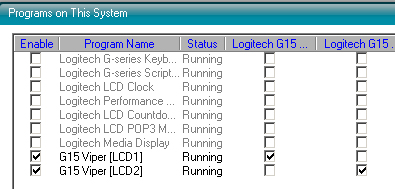 Programs on This System
Enable Program Name Status Logitech G15 ... Logitech G15 ...
Logitech G-series Keyb... Running
Logitech G-series Script... Running
Logitech LCD Clock Running
Logitech Performance ... Running
Logitech LCD Countdo... Running
Logitech LCD POP3 M... Running
Logitech Media Display Running
G15 Viper [LCD1] Running
G15 Viper [LCD2] Running